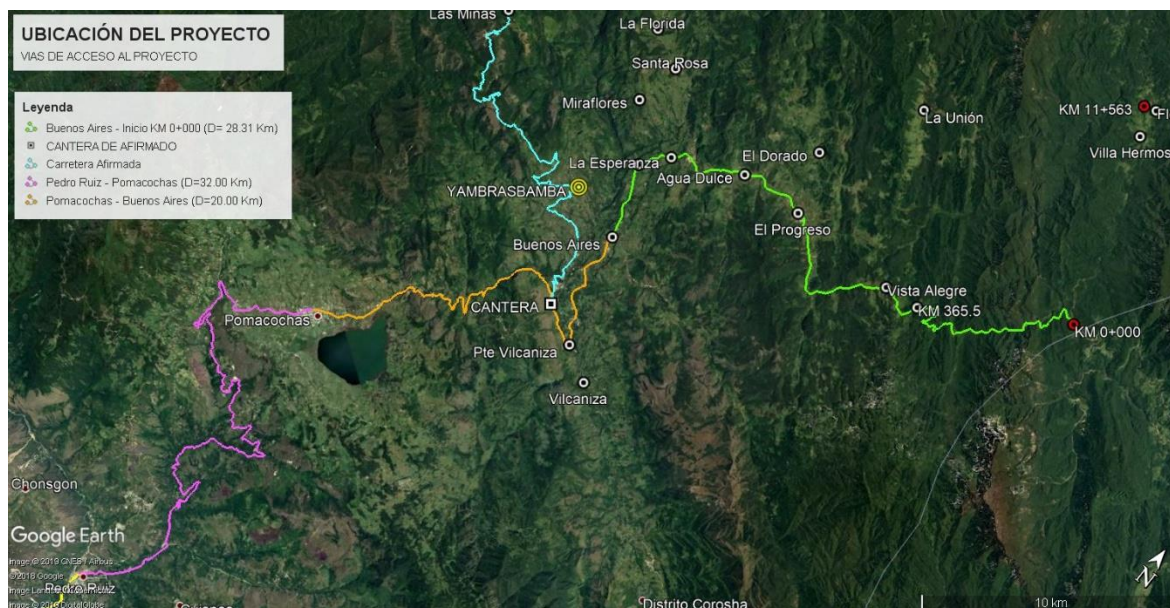 UBICACIÓN DEL PROYECTO
VIAS DE ACCESO AL PROYECTO
Leyenda
Buenos Aires - Inicio KM 0+000 (D= 28.31 Km)
CANTERA DE AFIRMADO
Carretera Afirmada
Pedro Ruiz - Pomacochas (D=32.00 Km)
Pomacochas - Buenos Aires (D=20.00 Km)
Las Minas
La Florida
Santa Rosa
Miraflores
KM 11+563
La Unión
Villa Hermos
El Dorado
La Esperanza
Agua Dulce
YAMBRASBAMBA
El Progreso
Buenos Aires
Vista Alegre
CANTERA
KM 365.5
Pomacochas
KM 0+000
Pte Vilcaniza
Vilcaniza
Chonsgon
Google Earth
Image © 2019 CNES / Airbus
© 2018 Google
Pedro Ruiz
Distrito Corosha
10 km
N